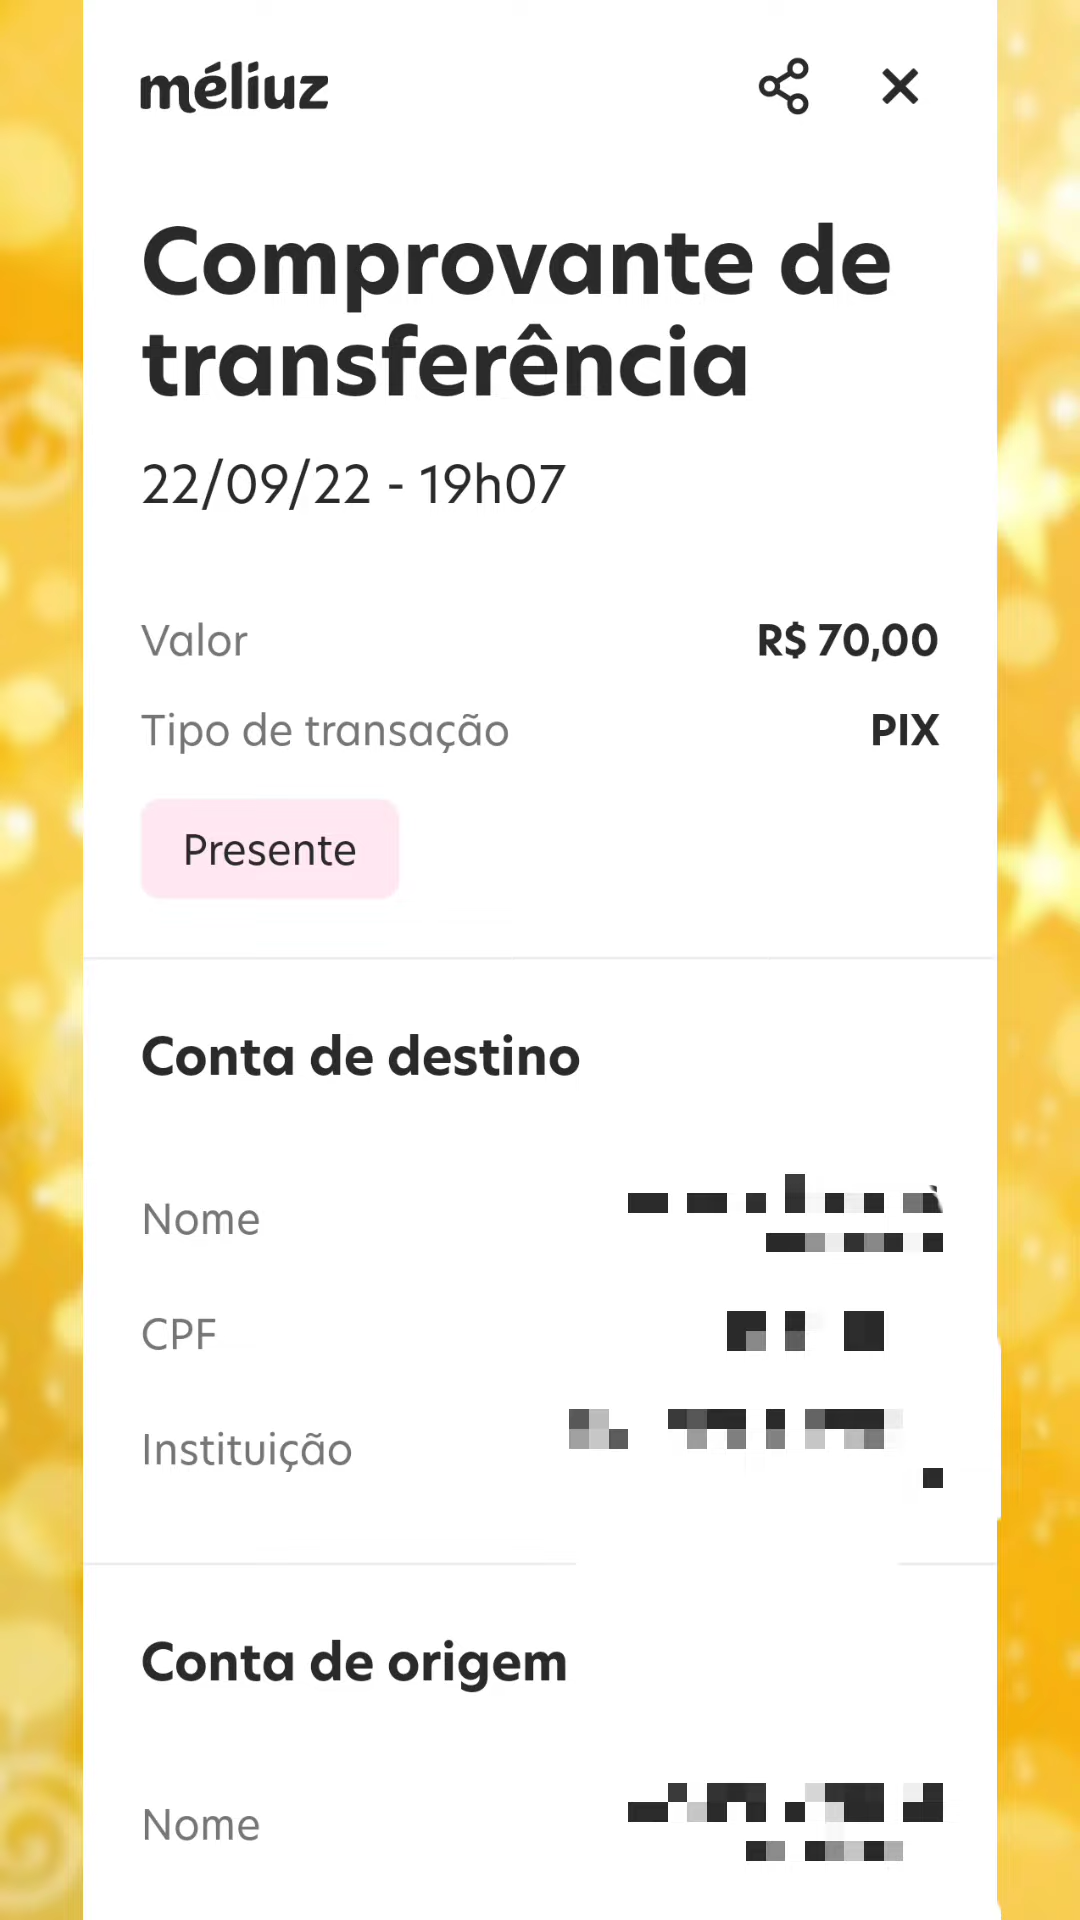 méliuz
Comprovante de
transferência
22/09/22 - 19h07
Valor R$ 70,00
Tipo de transação PIX
Presente
Conta de destino
Nome
CPF
Instituição
Conta de origem
Nome